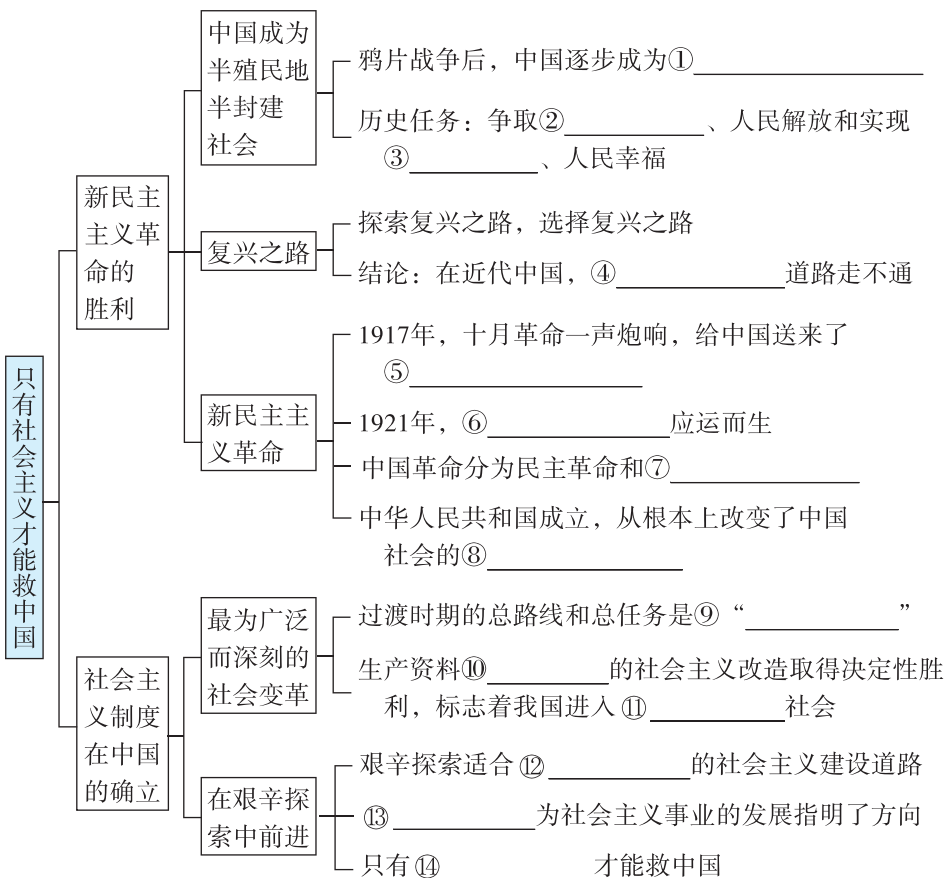 只有社会主义才能救中国
新民主
主义革
命的
胜利
中国成为
半殖民地
半封建
社会
鸦片战争后，中国逐步成为①
历史任务：争取②、人民解放和实现
③、人民幸福
复兴之路
探索复兴之路，选择复兴之路
结论：在近代中国，④道路走不通
新民主主
义革命
1917年，十月革命一声炮响，给中国送来了
⑤
1921年，⑥应运而生
中国革命分为民主革命和⑦
中华人民共和国成立，从根本上改变了中国
社会的⑧
社会主
义制度
在中国
的确立
最为广泛
而深刻的
社会变革
过渡时期的总路线和总任务是⑨“”
生产资料⑩的社会主义改造取得决定性胜
利，标志着我国进入⑪社会
在艰辛探
索中前进
艰辛探索适合⑫的社会主义建设道路
⑬为社会主义事业的发展指明了方向
只有⑭才能救中国